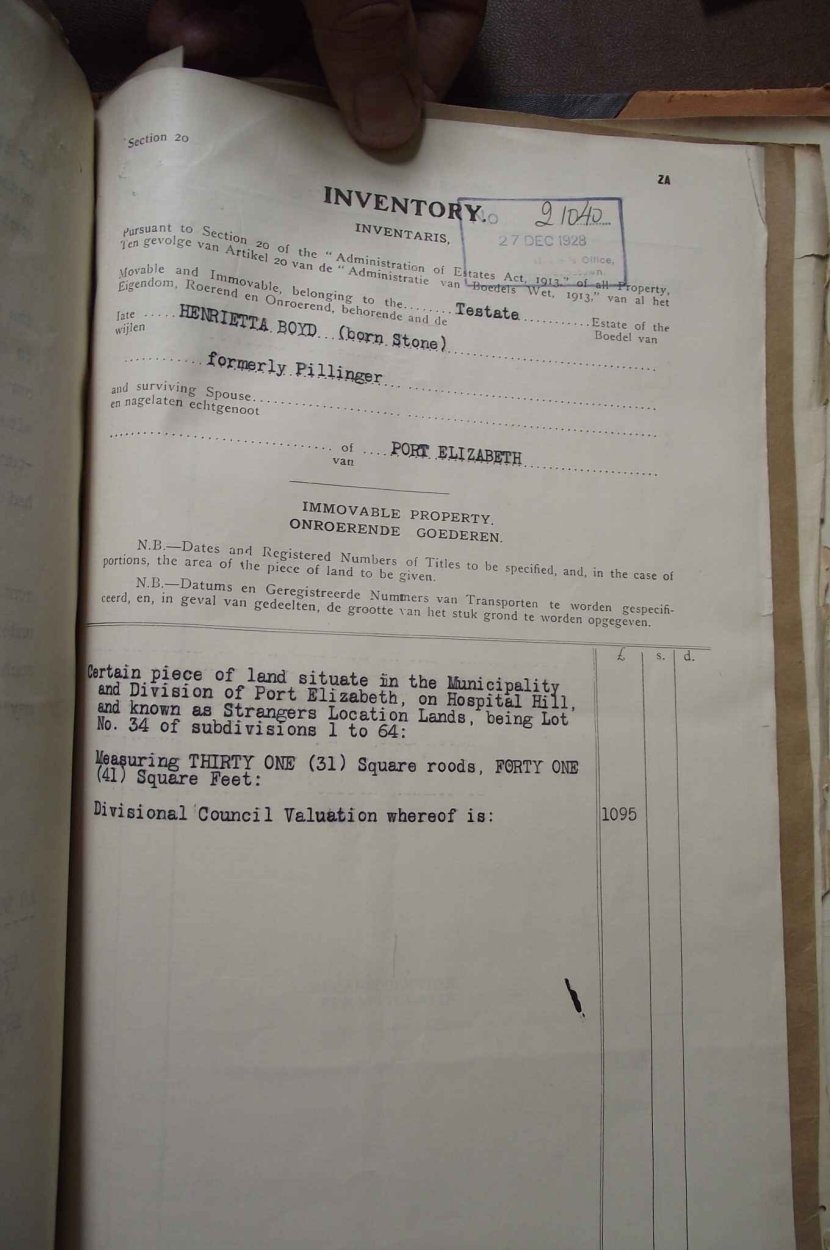 Section 20
ZA
INVENTORY.
INVENTARIS,
No 21040
27 DEC 1928
Office,
Pursuant to Section 20 of the "Administration of Estates Act, 1913," of all Property,
Ten gevolge van Artikel 20 van de "Administratie van Boedels Wet, 1913," van al het
Movable and Immovable, belonging to the........Testate...........Estate of the
Eigendom, Roerend en Onroerend, behorende and de Boedel van
late .....HENRIETTA BOYD...(born Stone)
wijlen
formerly Pillinger
and surviving Spouse
en nagelaten echtgenoot
of ....PORT ELIZABETH
van
IMMOVABLE PROPERTY.
ONROERENDE GOEDEREN.
N.B.—Dates and Registered Numbers of Titles to be specified, and, in the case of
portions, the area of the piece of land to be given.
N.B.—Datums en Geregistreerde Nummers van Transporten te worden gespecifi-
ceerd, en, in geval van gedeelten, de grootte van het stuk grond te worden opgegeven.
£ s. d.
Certain piece of land situate in the Municipality
and Division of Port Elizabeth, on Hospital Hill,
and known as Strangers Location Lands, being Lot
No. 34 of subdivisions 1 to 64:
Measuring THIRTY ONE (31) Square roods, FORTY ONE
(41) Square Feet:
Divisional Council Valuation whereof is: 1095